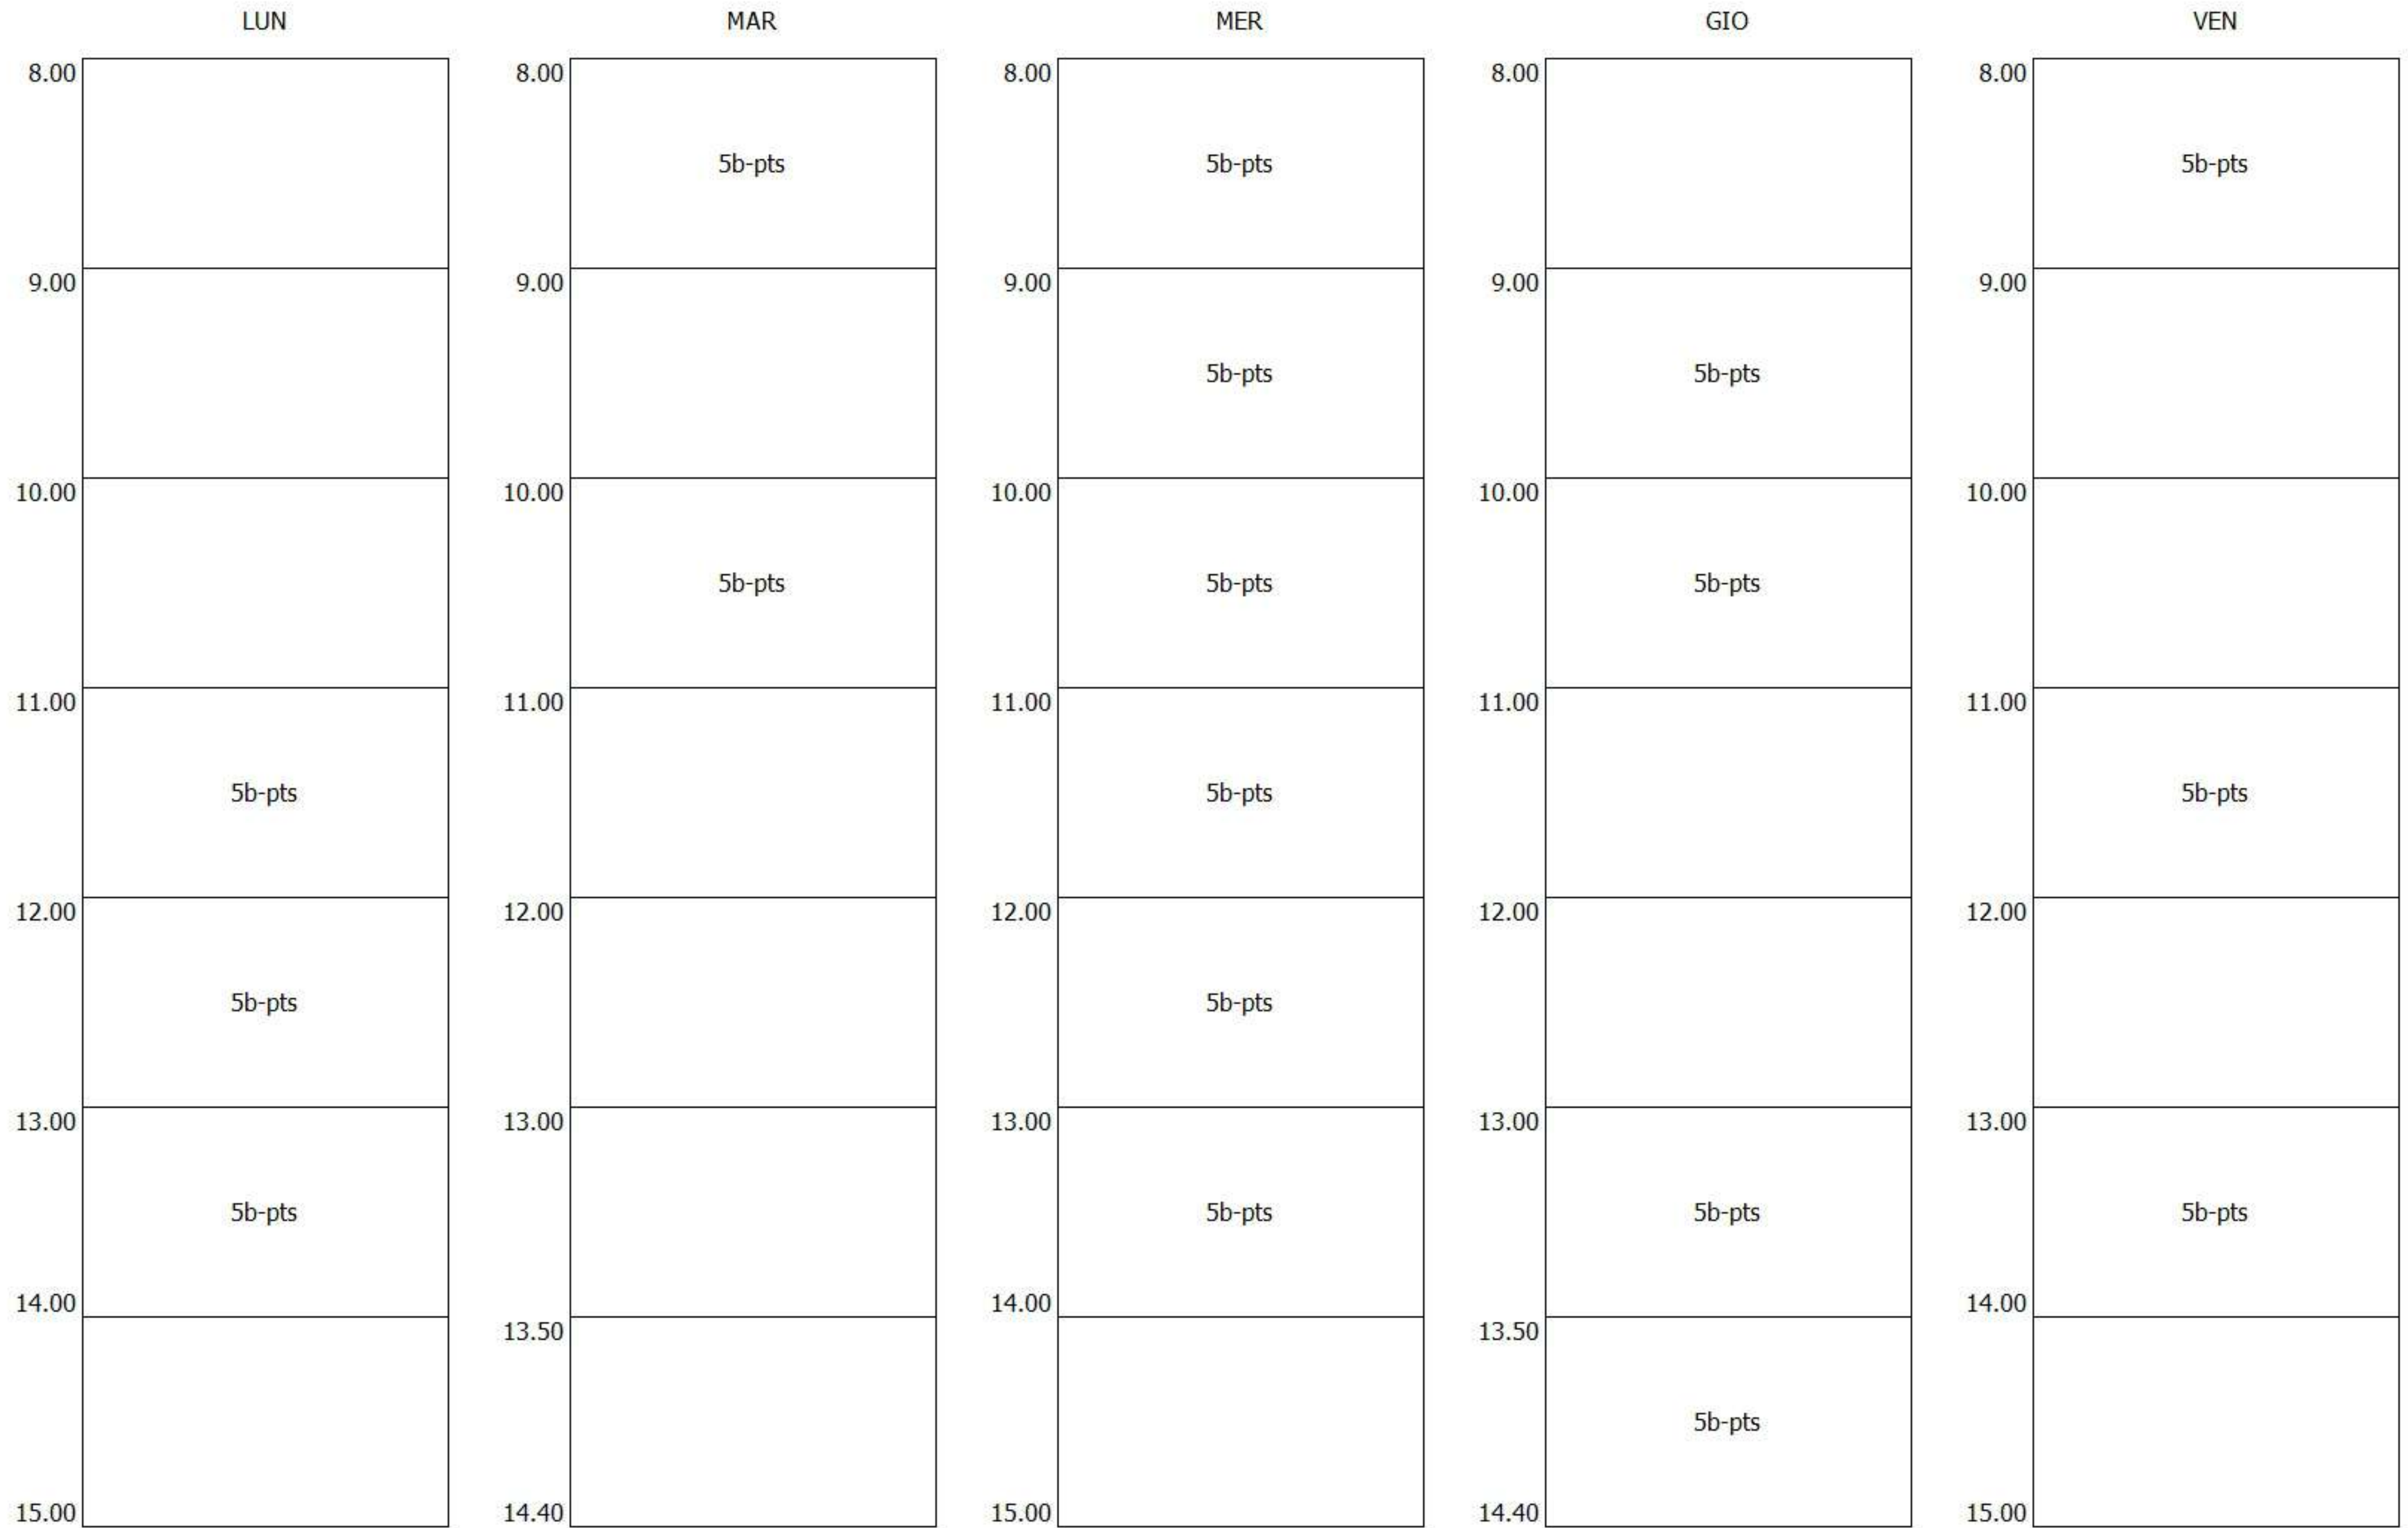 LUN MAR MER GIO VEN
8.00 8.00 8.00 8.00 8.00
5b-pts 5b-pts 5b-pts
9.00 9.00 9.00 9.00 9.00
5b-pts 5b-pts
10.00 10.00 10.00 10.00 10.00
5b-pts 5b-pts 5b-pts
11.00 11.00 11.00 11.00 11.00
5b-pts 5b-pts 5b-pts
12.00 12.00 12.00 12.00 12.00
5b-pts 5b-pts
13.00 13.00 13.00 13.00 13.00
5b-pts 5b-pts 5b-pts 5b-pts
14.00 14.00 14.00
13.50 13.50
5b-pts
15.00 14.40 15.00 14.40 15.00